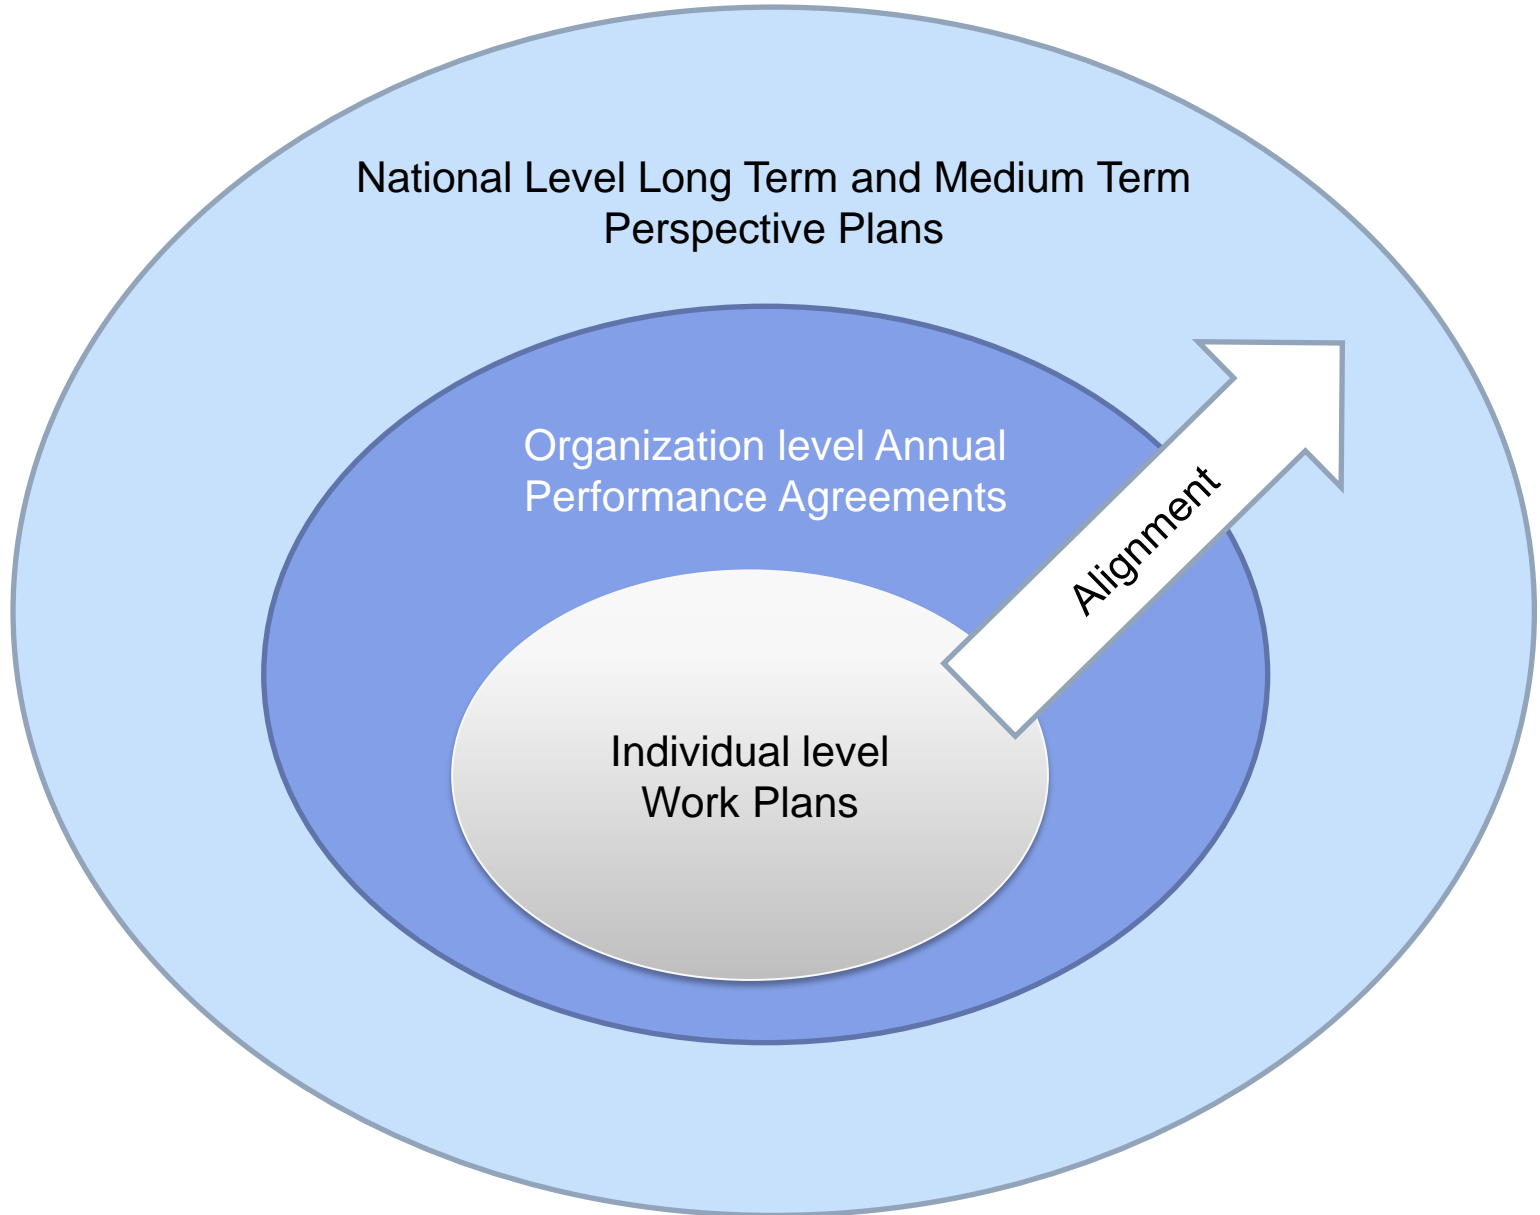 National Level Long Term and Medium Term
Perspective Plans
Organization level Annual
Performance Agreements
Alignment
Individual level
Work Plans